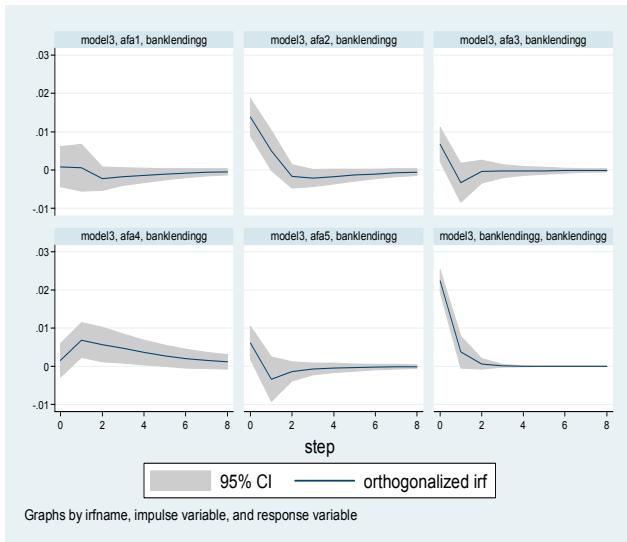 model3, afa1, banklendingg
model3, afa2, banklendingg
model3, afa3, banklendingg
.03
.02
.01
0
-.01
model3, afa4, banklendingg
model3, afa5, banklendingg
model3, banklendingg, banklendingg
.03
.02
.01
0
-.01
0 2 4 6 8
0 2 4 6 8
0 2 4 6 8
step
95% CI
orthogonalized irf
Graphs by irfname, impulse variable, and response variable